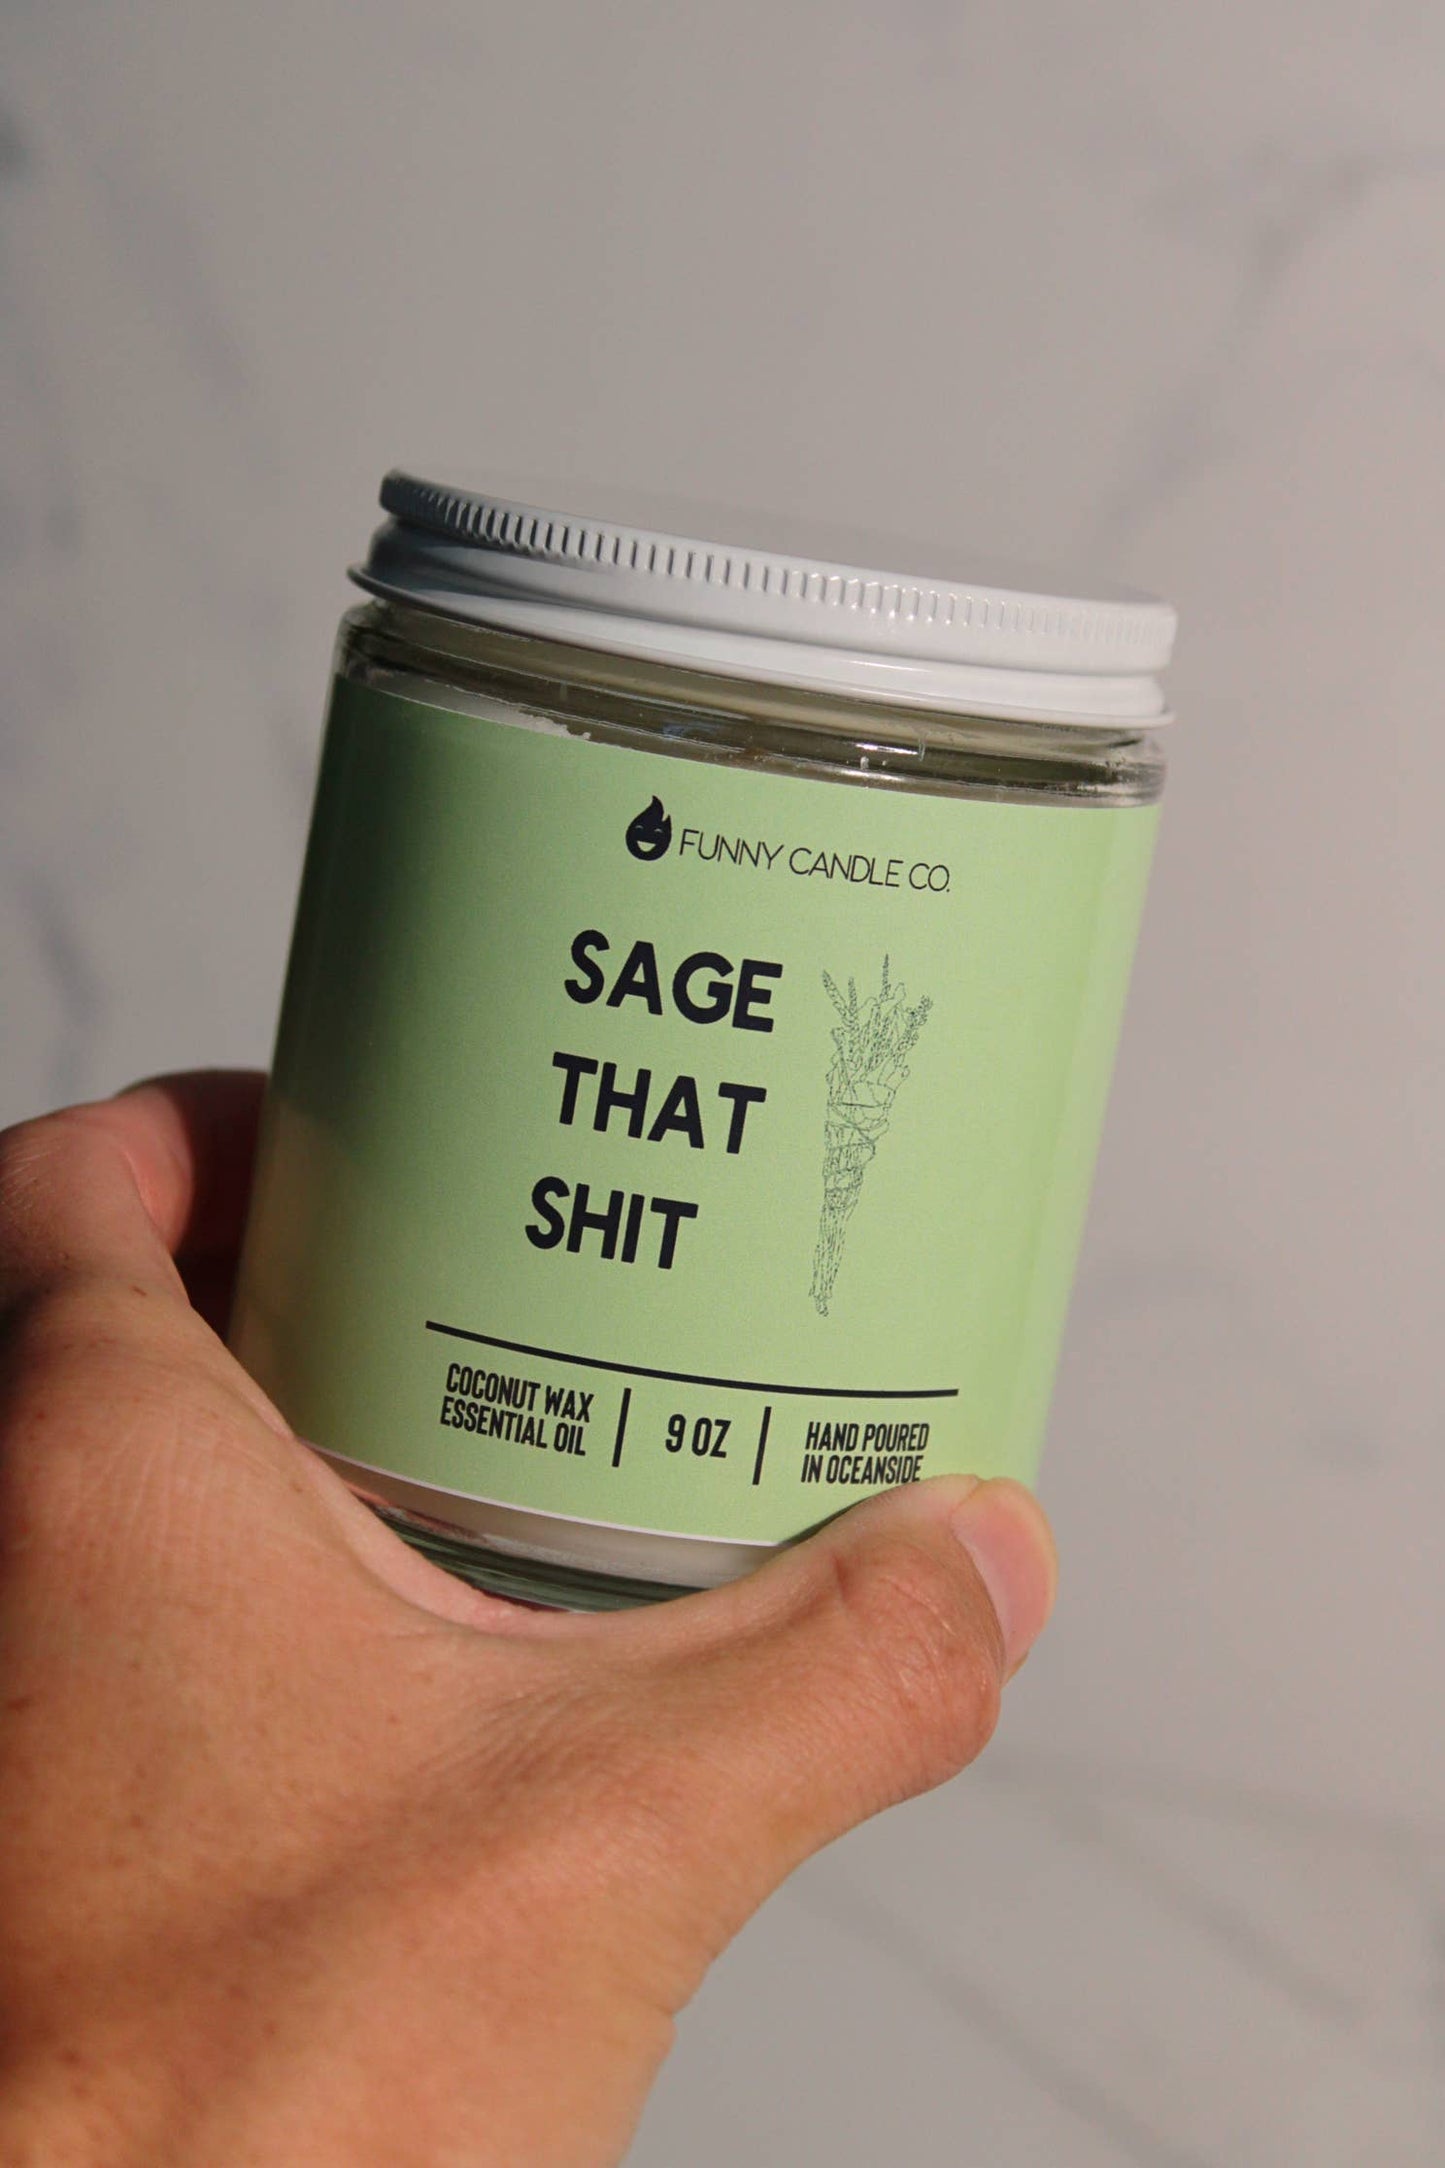 FUNNY CANDLE CO.
SAGE
THAT
SHIT
COCONUT WAX
ESSENTIAL OIL
9 OZ
HAND POURED
IN OCEANSIDE